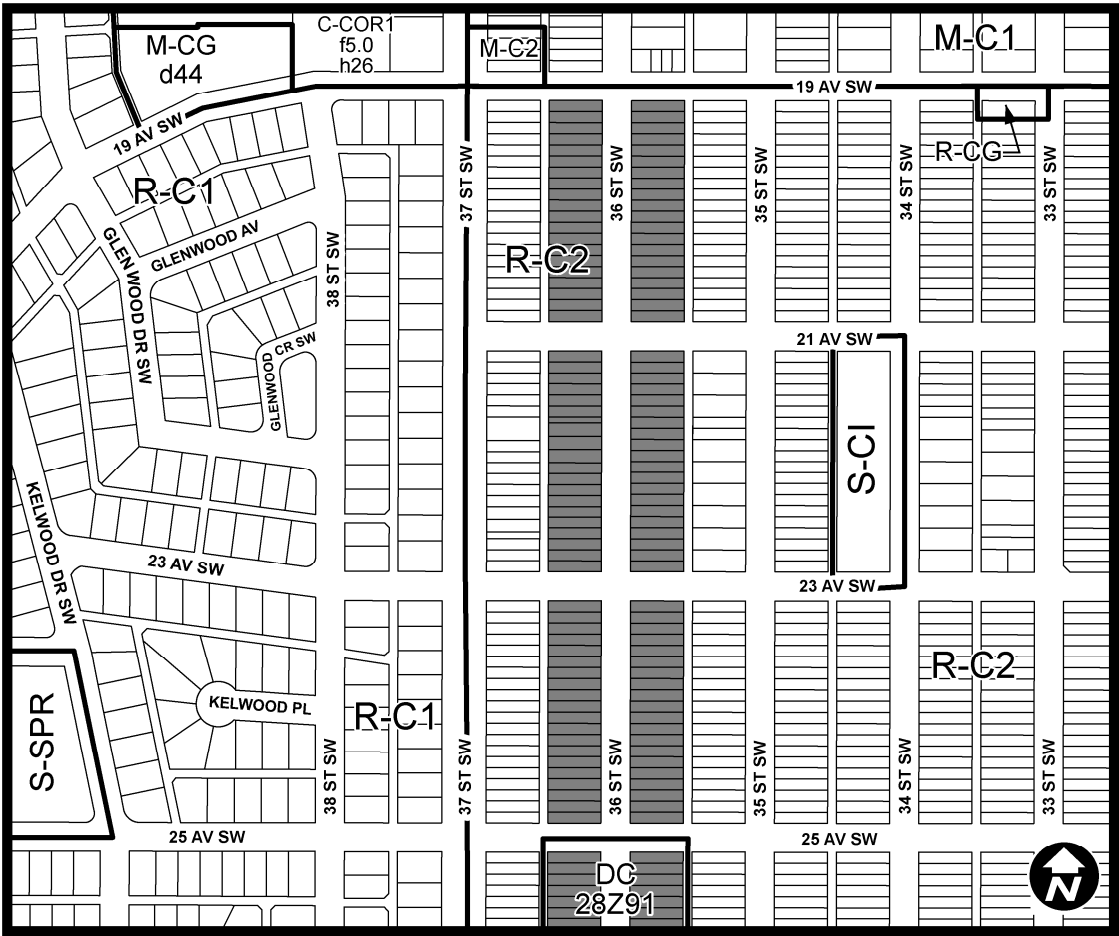 M-CG
d44
C-COR1
f5.0
h26
M-C2
M-C1
19 AV SW
19 AV SW
R-CG
R-C1
37 ST SW
36 ST SW
35 ST SW
34 ST SW
33 ST SW
GLENWOOD AV
GLEN WOOD DR SW
38 ST SW
R-C2
GLENWOOD CR SW
21 AV SW
S-CI
KELWOOD DR SW
23 AV SW
23 AV SW
S-SPR
KELWOOD PL
R-C1
R-C2
38 ST SW
37 ST SW
36 ST SW
35 ST SW
34 ST SW
33 ST SW
25 AV SW
25 AV SW
DC
28Z91
N